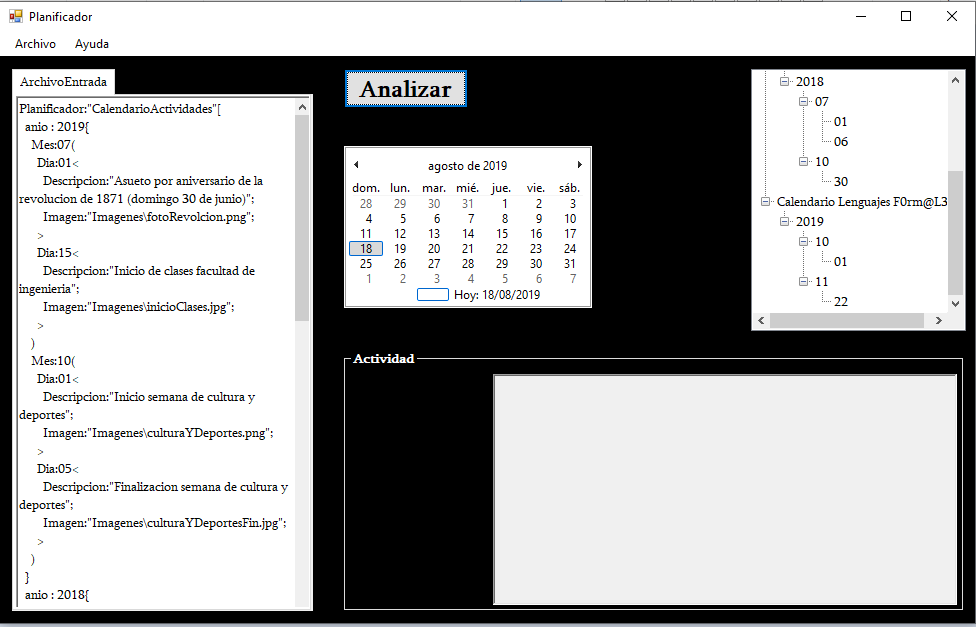 Planificador
Archivo Ayuda
ArchivoEntrada
Planificador:"CalendarioActividades"[
anio : 2019{
Mes:07(
Dia:01<
Descripcion:"Asueto por aniversario de la
revolucion de 1871 (domingo 30 de junio)";
Imagen:"Imagenes\fotoRevolcion.png";
>
Dia:15<
Descripcion:"Inicio de clases facultad de
ingenieria";
Imagen:"Imagenes\inicioClases.jpg";
>
)
Mes:10(
Dia:01<
Descripcion:"Inicio semana de cultura y
deportes";
Imagen:"Imagenes\culturaYDeportes.png";
>
Dia:05<
Descripcion:"Finalizacion semana de cultura y
deportes";
Imagen:"Imagenes\culturaYDeportesFin.jpg";
>
)
}
anio : 2018{
Analizar
agosto de 2019
dom. lun. mar. mié. jue. vie. sáb.
28 29 30 31 1 2 3
4 5 6 7 8 9 10
11 12 13 14 15 16 17
18 19 20 21 22 23 24
25 26 27 28 29 30 31
1 2 3 4 5 6 7
Hoy: 18/08/2019
2018
07
01
06
10
30
Calendario Lenguajes F0rm@L3
2019
10
01
11
22
Actividad